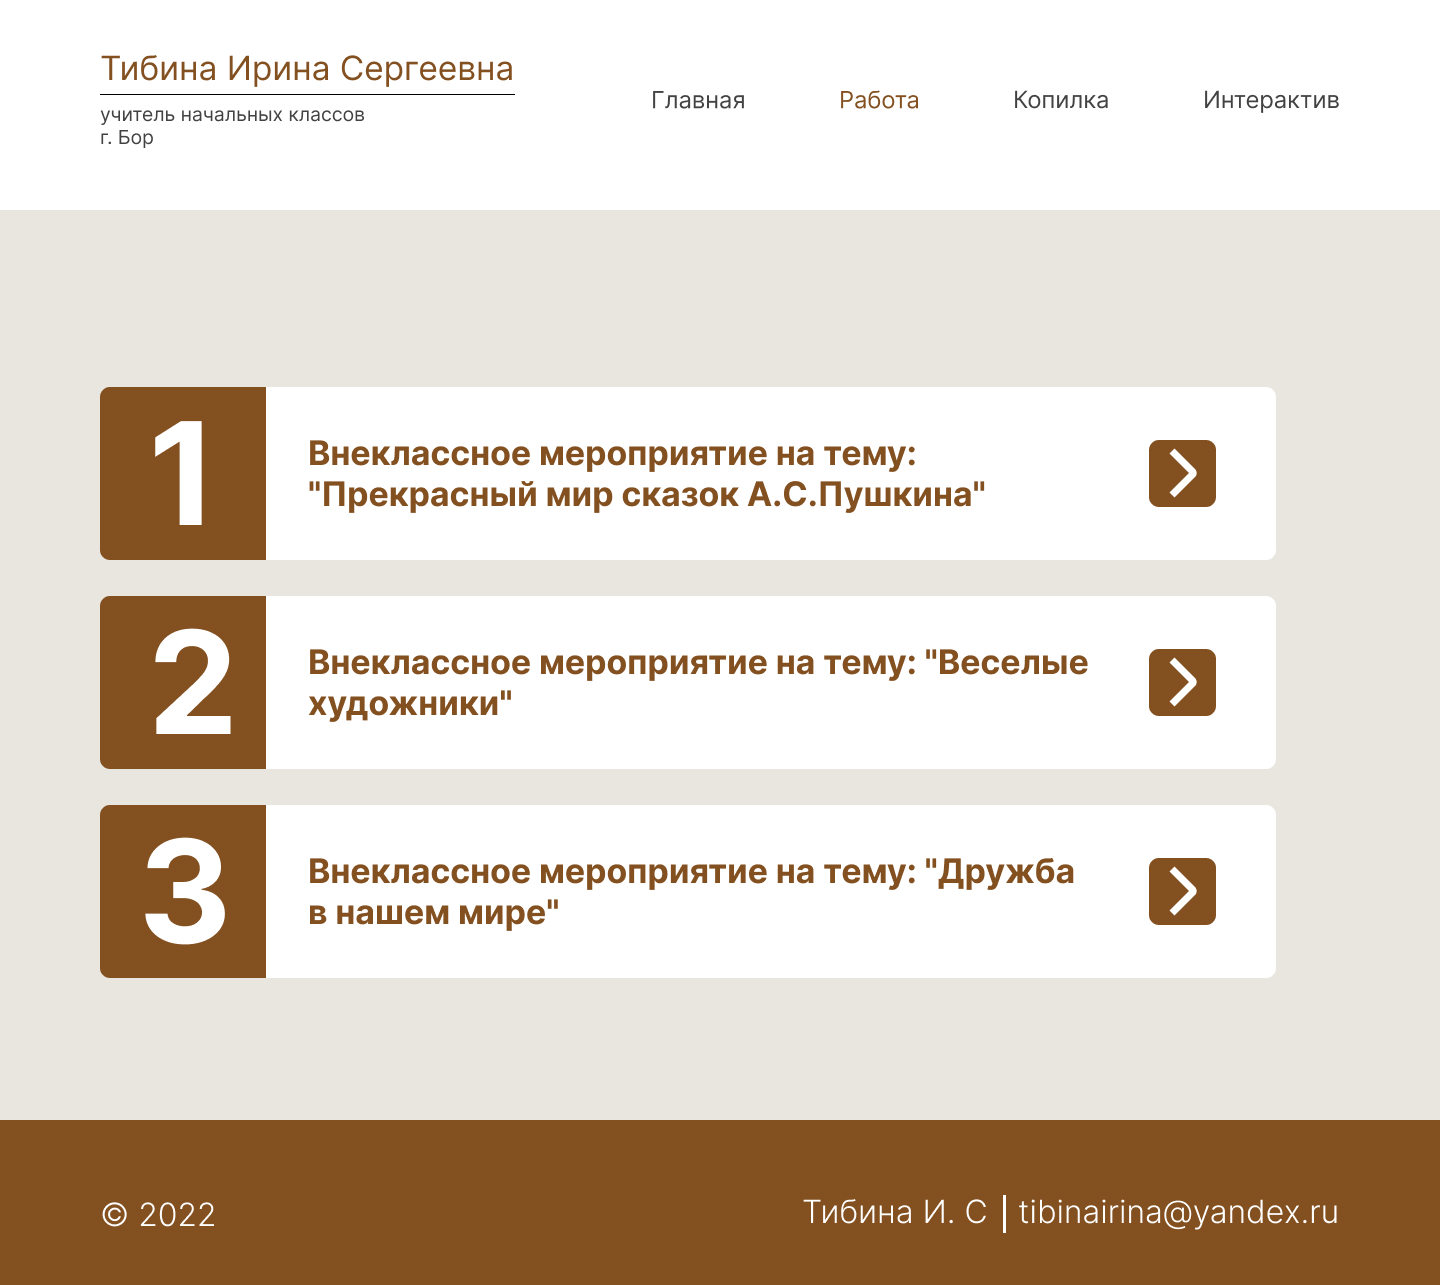 Тибина Ирина Сергеевна
учитель начальных классов
г. Бор
Главная Работа Копилка Интерактив
1
Внеклассное мероприятие на тему:
"Прекрасный мир сказок А.С.Пушкина"
2
Внеклассное мероприятие на тему: "Веселые
художники"
3
Внеклассное мероприятие на тему: "Дружба
в нашем мире"
© 2022
Тибина И. С | tibinairina@yandex.ru